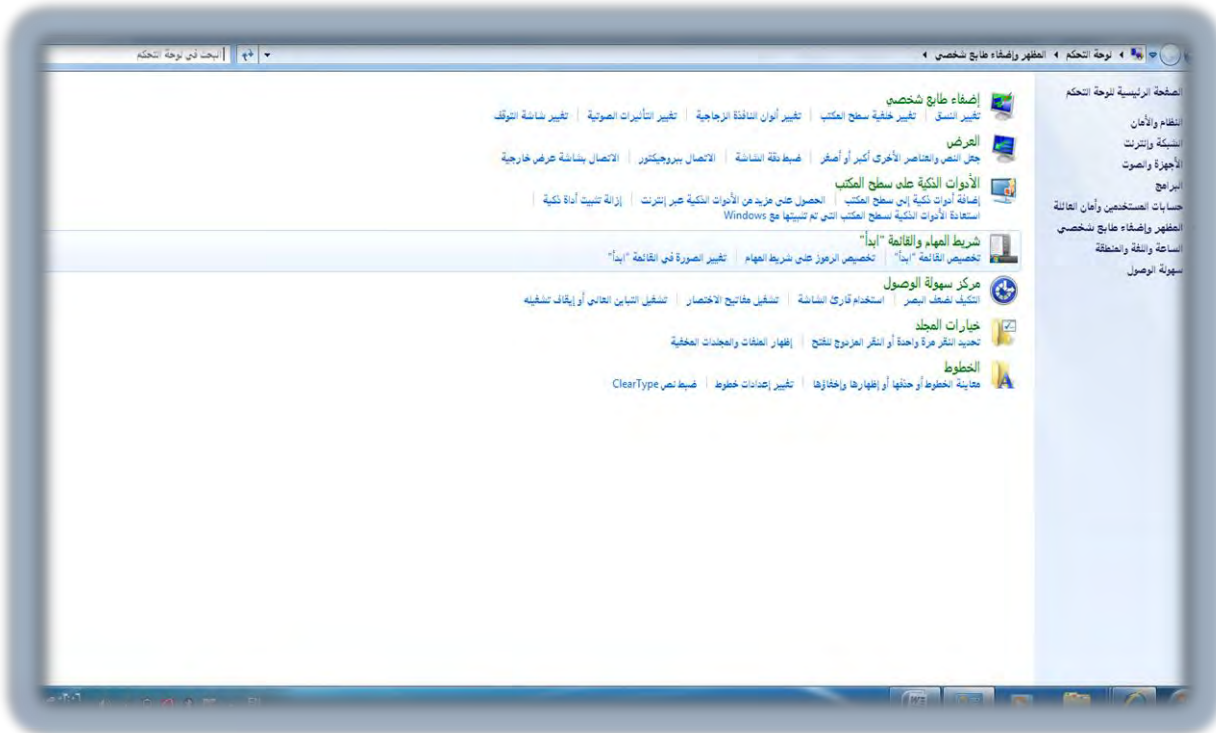 لوحة التحكم ◂ المظهر وإضفاء طابع شخصي ◂
البحث في لوحة التحكم
الصفحة الرئيسية للوحة التحكم
النظام والأمان
الشبكة وإنترنت
الأجهزة والصوت
البرامج
حسابات المستخدمين وأمان العائلة
المظهر وإضفاء طابع شخصي
الساعة واللغة والمنطقة
سهولة الوصول
إضفاء طابع شخصي
تغيير النسق | تغيير خلفية سطح المكتب | تغيير ألوان النافذة الزجاجية | تغيير التأثيرات الصوتية | تغيير شاشة التوقف
العرض
جعل النص والعناصر الأخرى أكبر أو أصغر | ضبط دقة الشاشة | الاتصال ببروجيكتور | الاتصال بشاشة عرض خارجية
الأدوات الذكية على سطح المكتب
إضافة أدوات ذكية إلى سطح المكتب | الحصول على مزيد من الأدوات الذكية عبر إنترنت | إزالة تثبيت أداة ذكية |
استعادة الأدوات الذكية لسطح المكتب التي تم تثبيتها مع Windows
شريط المهام والقائمة "ابدأ"
تخصيص القائمة "ابدأ" | تخصيص الرموز على شريط المهام | تغيير الصورة في القائمة "ابدأ"
مركز سهولة الوصول
التكيف لضعف البصر | استخدام قارئ الشاشة | تشغيل مفاتيح الاختصار | تشغيل التباين العالي أو إيقاف تشغيله
خيارات المجلد
تحديد النقر مرة واحدة أو النقر المزدوج للفتح | إظهار الملفات والمجلدات المخفية
الخطوط
معاينة الخطوط أو حذفها أو إظهارها وإخفاؤها | تغيير إعدادات خطوط | ضبط نص ClearType